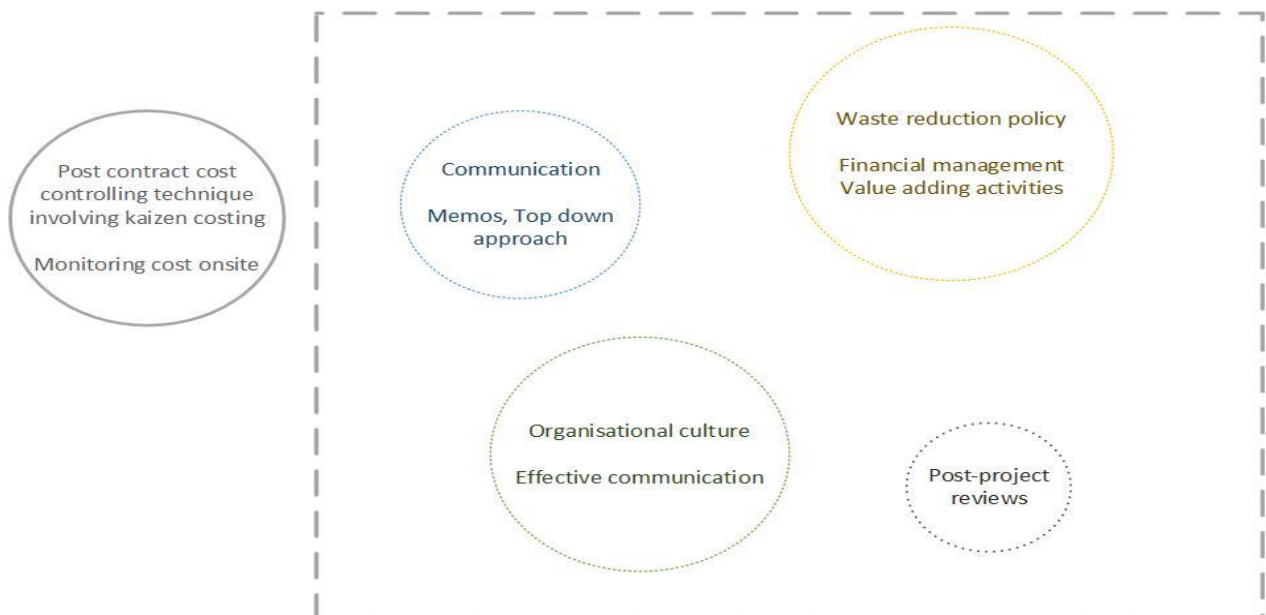 Post contract cost
controlling technique
involving kaizen costing
Monitoring cost onsite
Communication
Memos, Top down
approach
Waste reduction policy
Financial management
Value adding activities
Organisational culture
Effective communication
Post-project
reviews